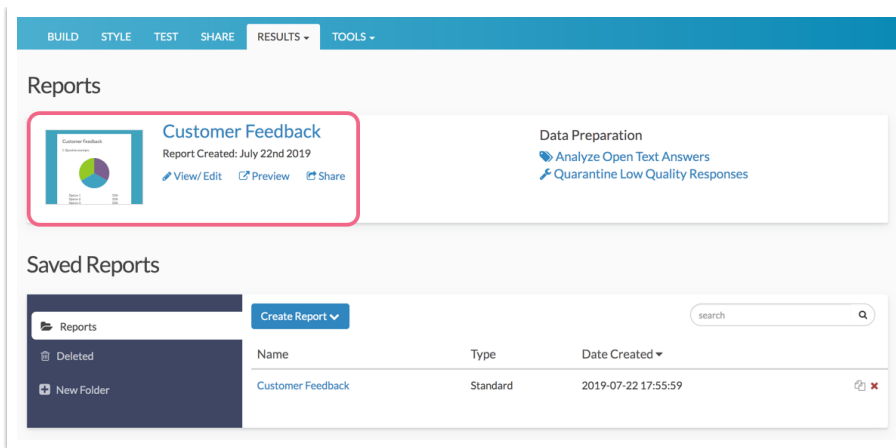 BUILD STYLE TEST SHARE RESULTS TOOLS
Reports
Customer Feedback
Customer Feedback
Report Created: July 22nd 2019
View/ Edit Preview Share
Data Preparation
Analyze Open Text Answers
Quarantine Low Quality Responses
Saved Reports
Reports
Deleted
New Folder
Create Report
search
Name Type Date Created
Customer Feedback Standard 2019-07-22 17:55:59